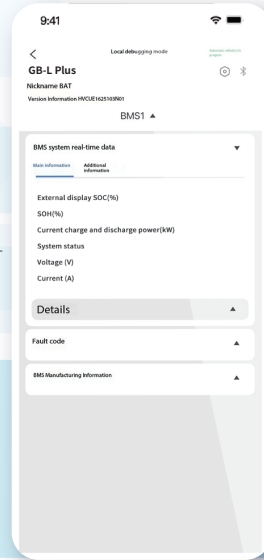 9:41
Local debugging mode
GB-L Plus
Nickname BAT
Version Information HVCUE1625103N01
BMS1
BMS system real-time data
Main information
Additional
information
External display SOC(%)
SOH(%)
Current charge and discharge power(kW)
System status
Voltage (V)
Current (A)
Details
Fault code
BMS Manufacturing Information